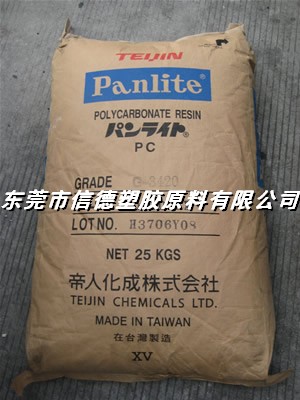 TEIJIN
Panlite®
POLYCARBONATE RESIN
パンライト®
PC
GRADE
东莞市信德塑胶原料有限公司
LOT NO. H3706Y08
NET 25 KGS
帝人化成株式会社
TEIJIN CHEMICALS LTD.
MADE IN TAIWAN
在台灣製造
XV